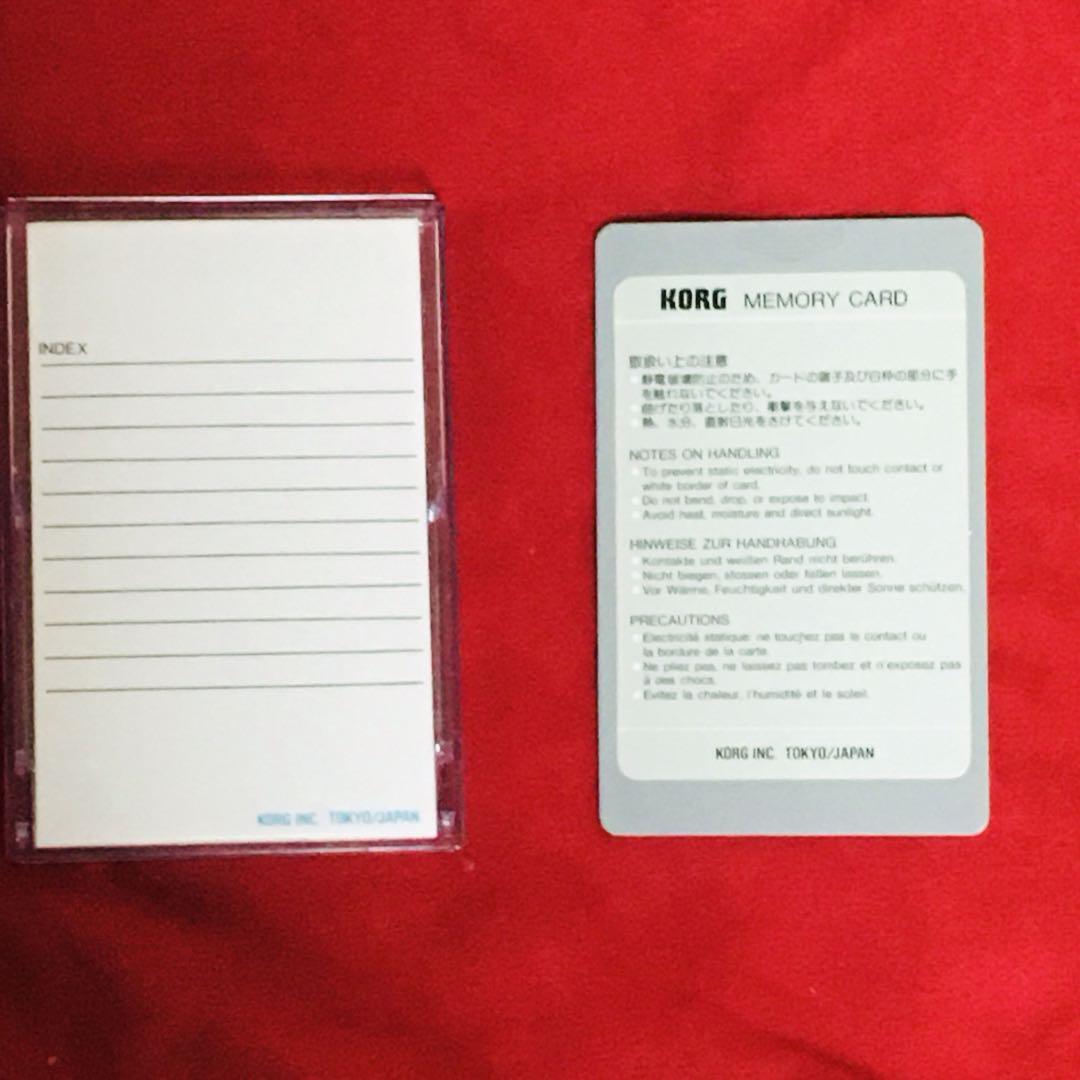 INDEX
KORG INC. TOKYO/JAPAN
KORG MEMORY CARD
取扱い上の注意
静電破壊防止のため、カードの端子及び白枠の部分に手
を触れないでください。
曲げたり落としたり、衝撃を与えないでください。
熱、水分、直射日光をさけてください。
NOTES ON HANDLING
To prevent static electricity, do not touch contact or
white border of card.
Do not bend, drop, or expose to impact.
Avoid heat, moisture and direct sunlight.
HINWEISE ZUR HANDHABUNG
Kontakte und weißen Rand nicht berühren.
Nicht biegen, stossen oder fallen lassen.
Vor Wärme, Feuchtigkeit und direkter Sonne schützen.
PRECAUTIONS
Electricité statique: ne touchez pas le contact ou
la bordure de la carte.
Ne pliez pas, ne laissez pas tombez et n'exposez pas
à des chocs.
Evitez la chaleur, l'humidité et le soleil.
KORG INC. TOKYO/JAPAN